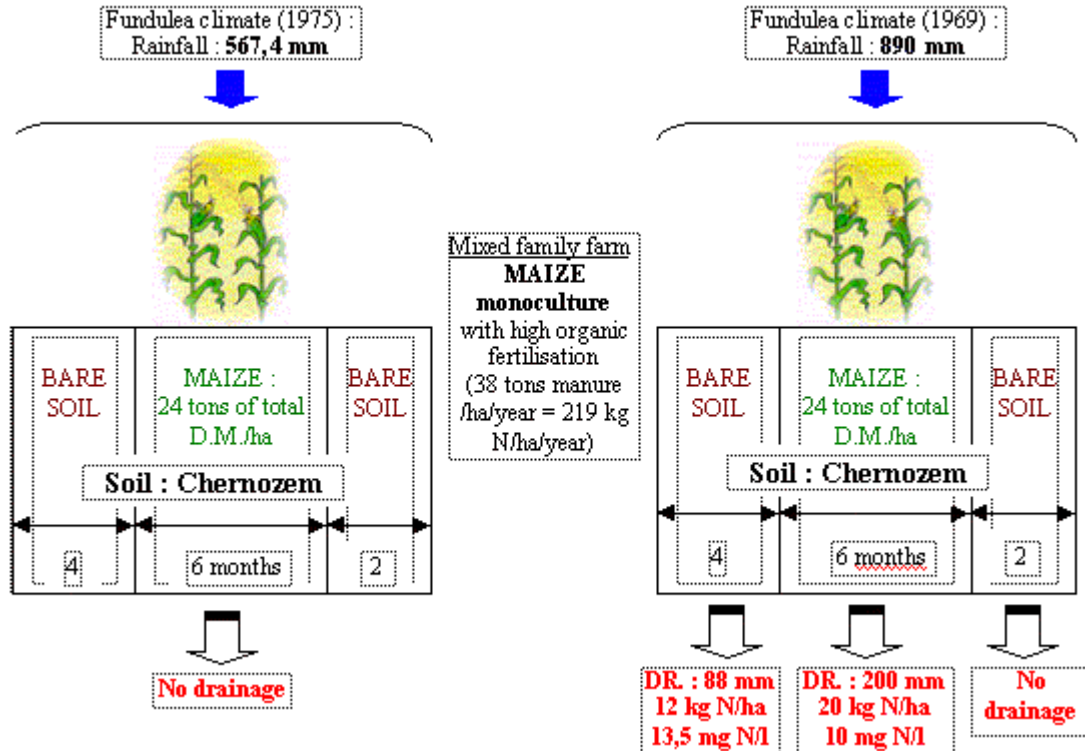 Fundulea climate (1975) :
Rainfall : 567,4 mm
Fundulea climate (1969) :
Rainfall : 890 mm
Mixed family farm
MAIZE
monoculture
with high organic
fertilisation
(38 tons manure
/ha/year = 219 kg
N/ha/year)
BARE
SOIL
MAIZE :
24 tons of total
D.M./ha
BARE
SOIL
Soil : Chernozem
4
6 months
2
No drainage
BARE
SOIL
MAIZE :
24 tons of total
D.M./ha
BARE
SOIL
Soil : Chernozem
4
6 months
2
DR. : 88 mm
12 kg N/ha
13,5 mg N/l
DR. : 200 mm
20 kg N/ha
10 mg N/l
No
drainage